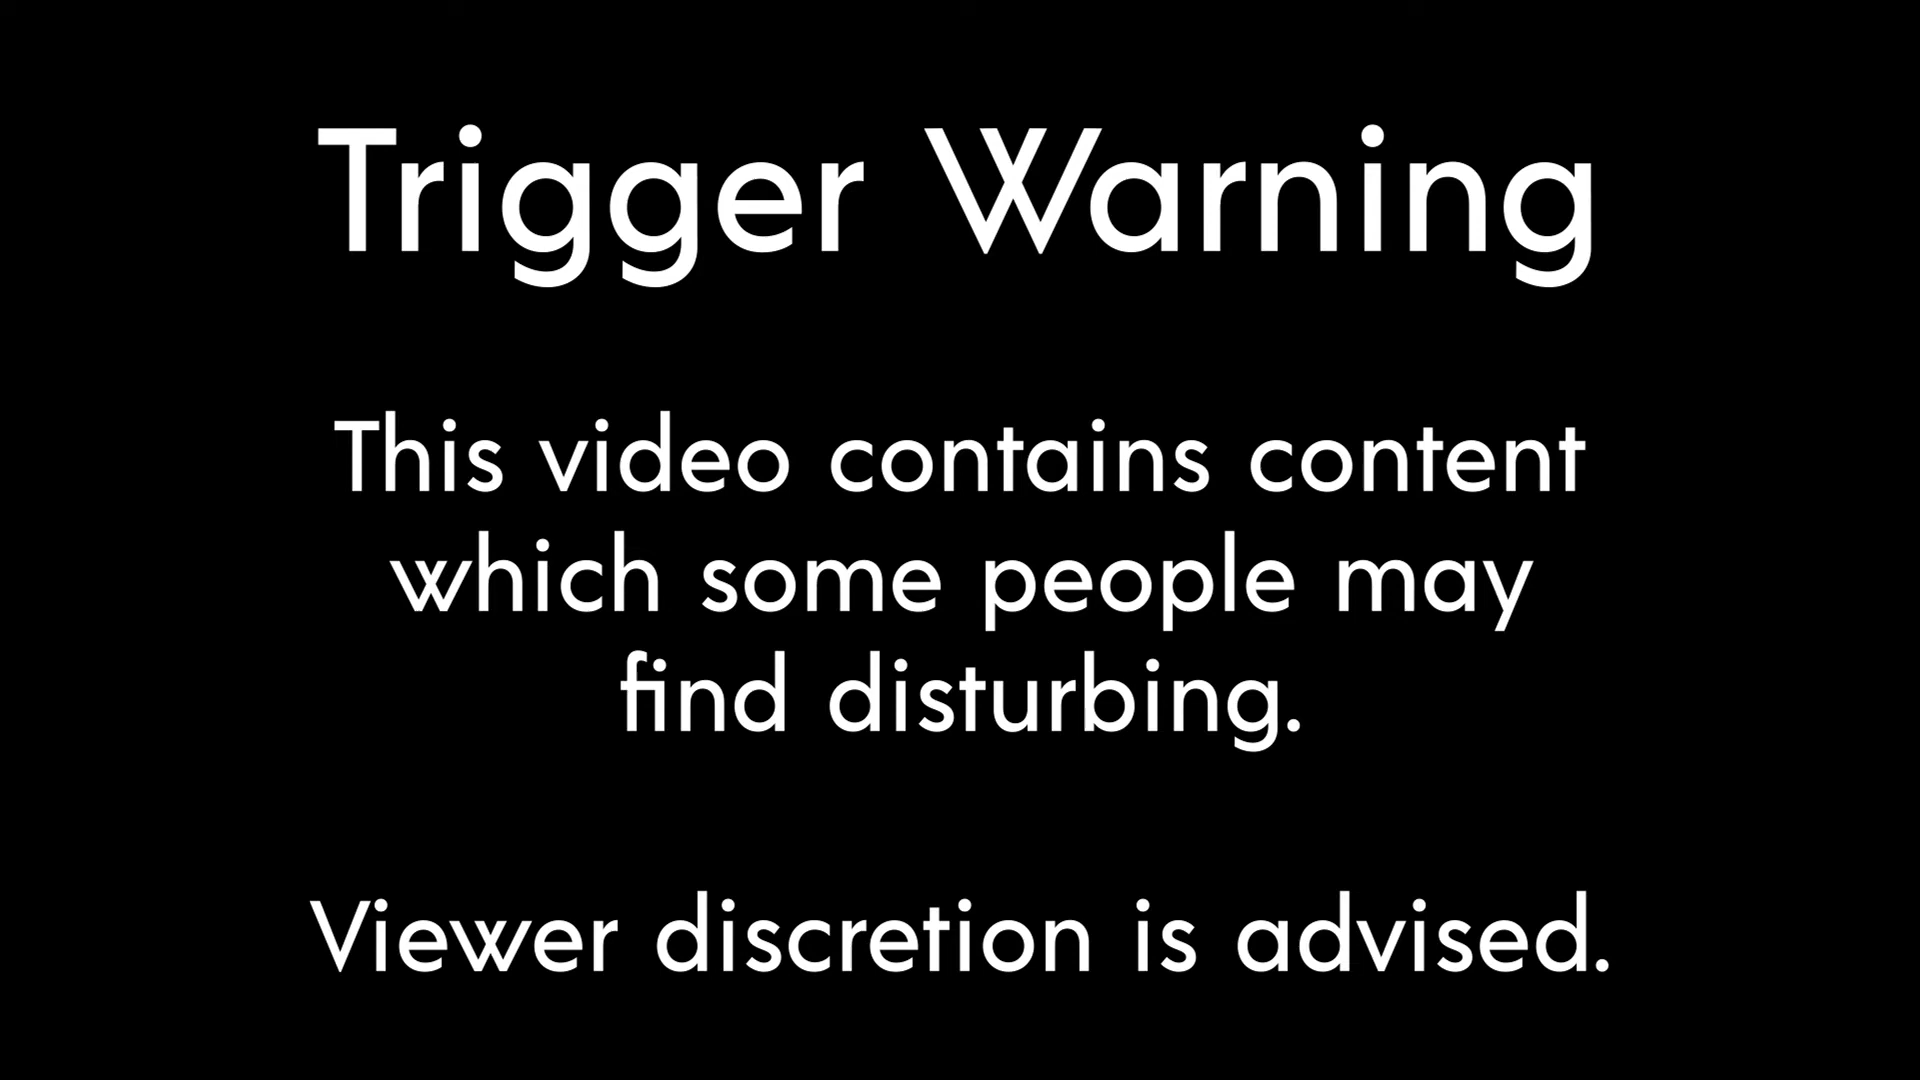 Trigger Warning
This video contains content
which some people may
find disturbing.
Viewer discretion is advised.